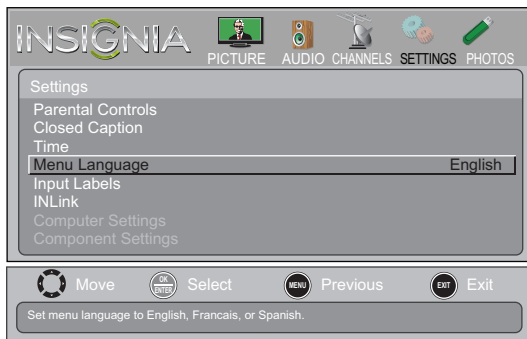 INSIGNIA
PICTURE AUDIO CHANNELS SETTINGS PHOTOS
Settings
Parental Controls
Closed Caption
Time
Menu Language English
Input Labels
INLink
Computer Settings
Component Settings
Move OK ENTER Select MENU Previous EXIT Exit
Set menu language to English, Francais, or Spanish.